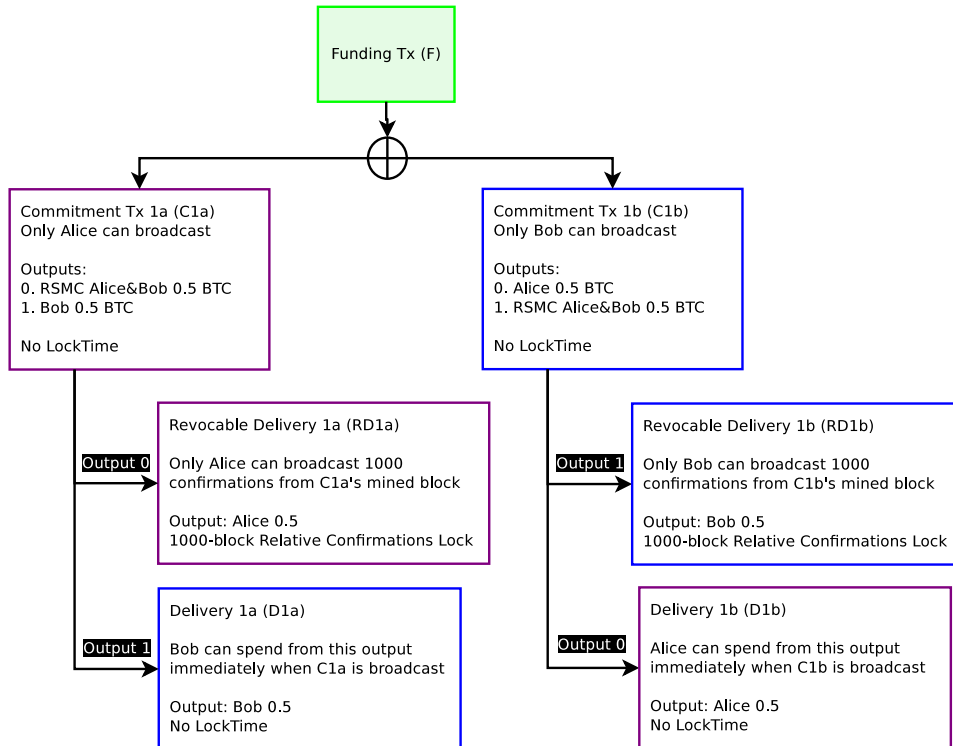 Funding Tx (F)
Commitment Tx 1a (C1a)
Only Alice can broadcast
Outputs:
0. RSMC Alice&Bob 0.5 BTC
1. Bob 0.5 BTC
No LockTime
Commitment Tx 1b (C1b)
Only Bob can broadcast
Outputs:
0. Alice 0.5 BTC
1. RSMC Alice&Bob 0.5 BTC
No LockTime
Output 0
Revocable Delivery 1a (RD1a)
Only Alice can broadcast 1000
confirmations from C1a's mined block
Output: Alice 0.5
1000-block Relative Confirmations Lock
Output 1
Revocable Delivery 1b (RD1b)
Only Bob can broadcast 1000
confirmations from C1b's mined block
Output: Bob 0.5
1000-block Relative Confirmations Lock
Output 1
Delivery 1a (D1a)
Bob can spend from this output
immediately when C1a is broadcast
Output: Bob 0.5
No LockTime
Output 0
Delivery 1b (D1b)
Alice can spend from this output
immediately when C1b is broadcast
Output: Alice 0.5
No LockTime